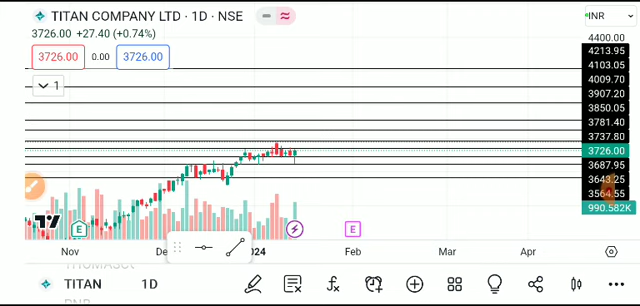 TITAN COMPANY LTD · 1D · NSE
INR
3726.00 +27.40 (+0.74%)
4400.00
3726.00
0.00
3726.00
4213.95
4103.05
4009.70
1
3907.20
3850.05
3781.40
3737.80
3726.00
3687.95
3643.25
3564.55
990.582K
E
E
Nov
De
2024
Feb
Mar
Apr
TITAN
1D